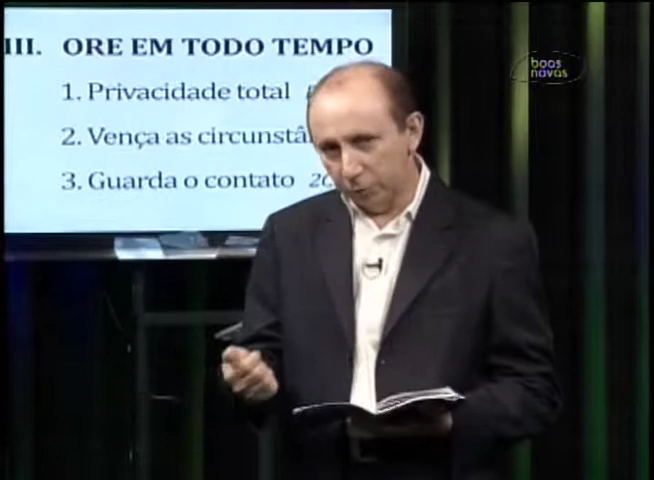 III. ORE EM TODO TEMPO
boas
novas
1. Privacidade total
2. Vença as circunstâ
3. Guarda o contato